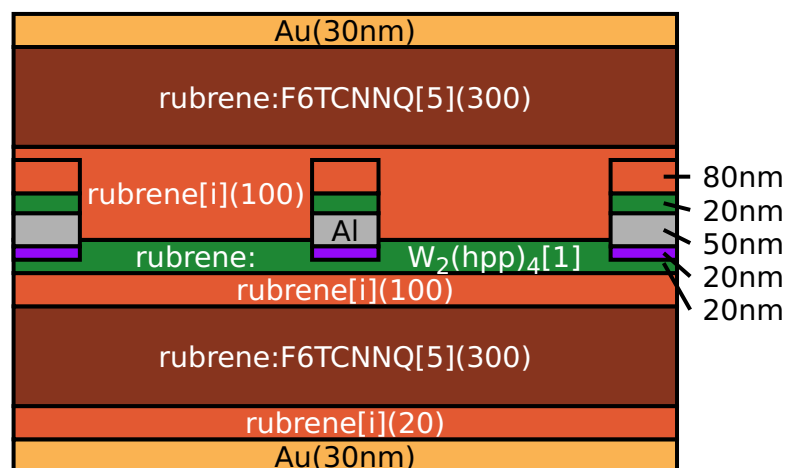 Au(30nm)
rubrene:F6TCNNQ[5](300)
80nm
rubrene[i](100)
20nm
Al
50nm
rubrene: W₂(hpp)₄[1]
20nm
rubrene[i](100)
20nm
rubrene:F6TCNNQ[5](300)
rubrene[i](20)
Au(30nm)